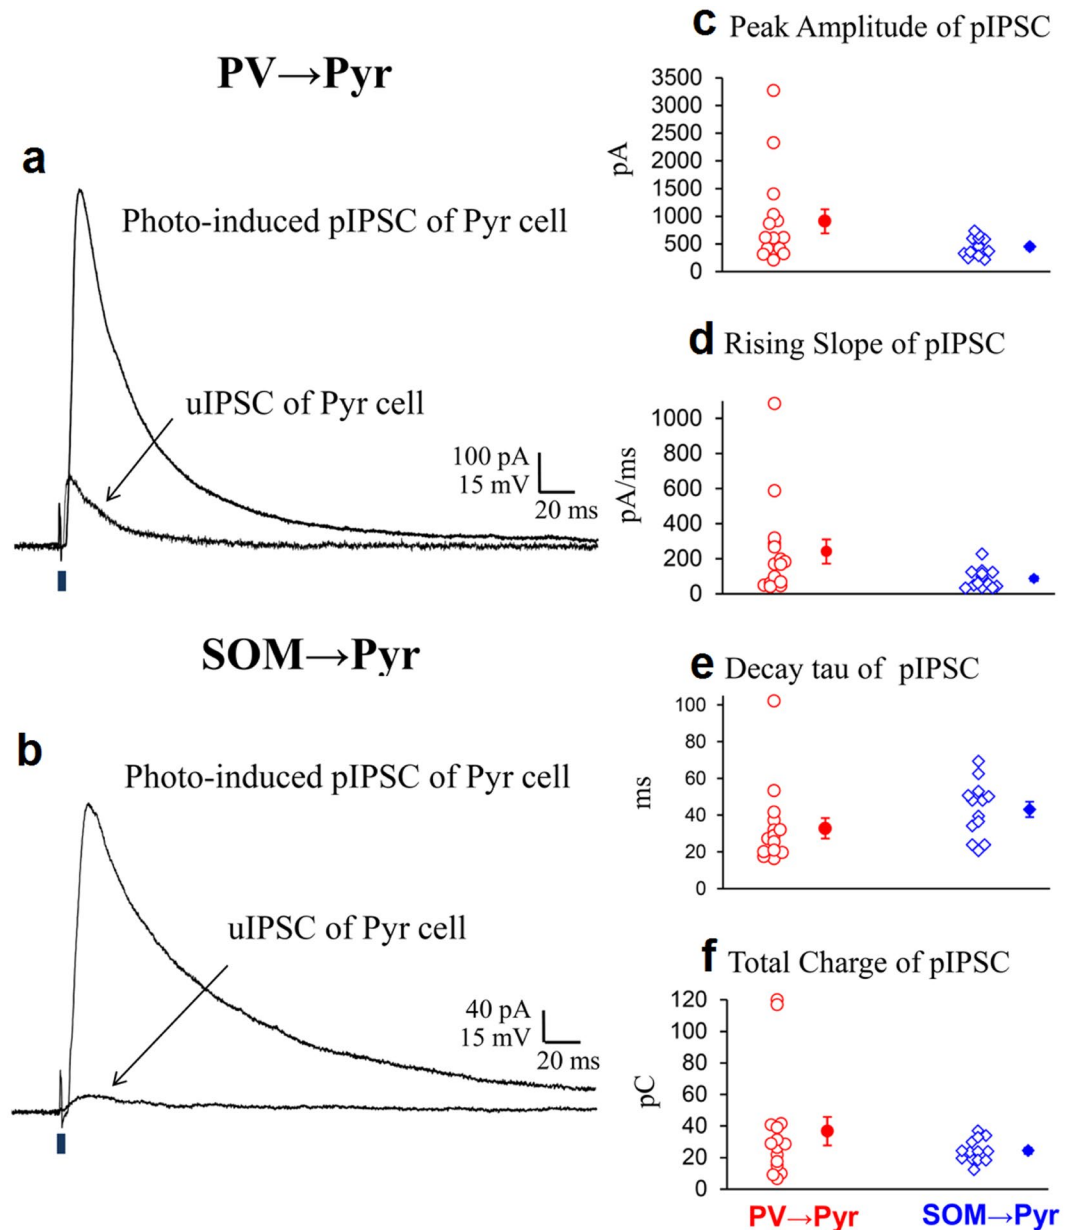 PV→Pyr
a
Photo-induced pIPSC of Pyr cell
uIPSC of Pyr cell
100 pA
15 mV
20 ms
SOM→Pyr
b
Photo-induced pIPSC of Pyr cell
uIPSC of Pyr cell
40 pA
15 mV
20 ms
c Peak Amplitude of pIPSC
pA
3500
3000
2500
2000
1500
1000
500
0
d Rising Slope of pIPSC
pA/ms
1000
800
600
400
200
0
e Decay tau of pIPSC
ms
100
80
60
40
20
0
f Total Charge of pIPSC
pC
120
100
80
60
40
20
0
PV→Pyr SOM→Pyr